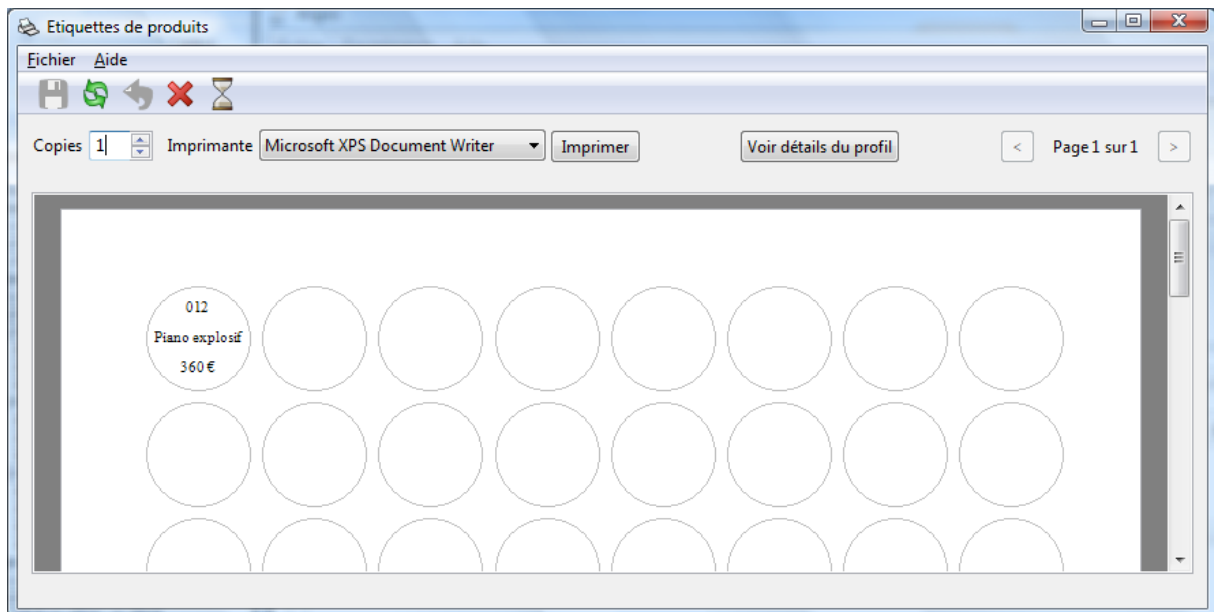 Etiquettes de produits
Fichier Aide
Copies 1 Imprimante Microsoft XPS Document Writer Imprimer Voir détails du profil < Page 1 sur 1 >
012
Piano explosif
360 €